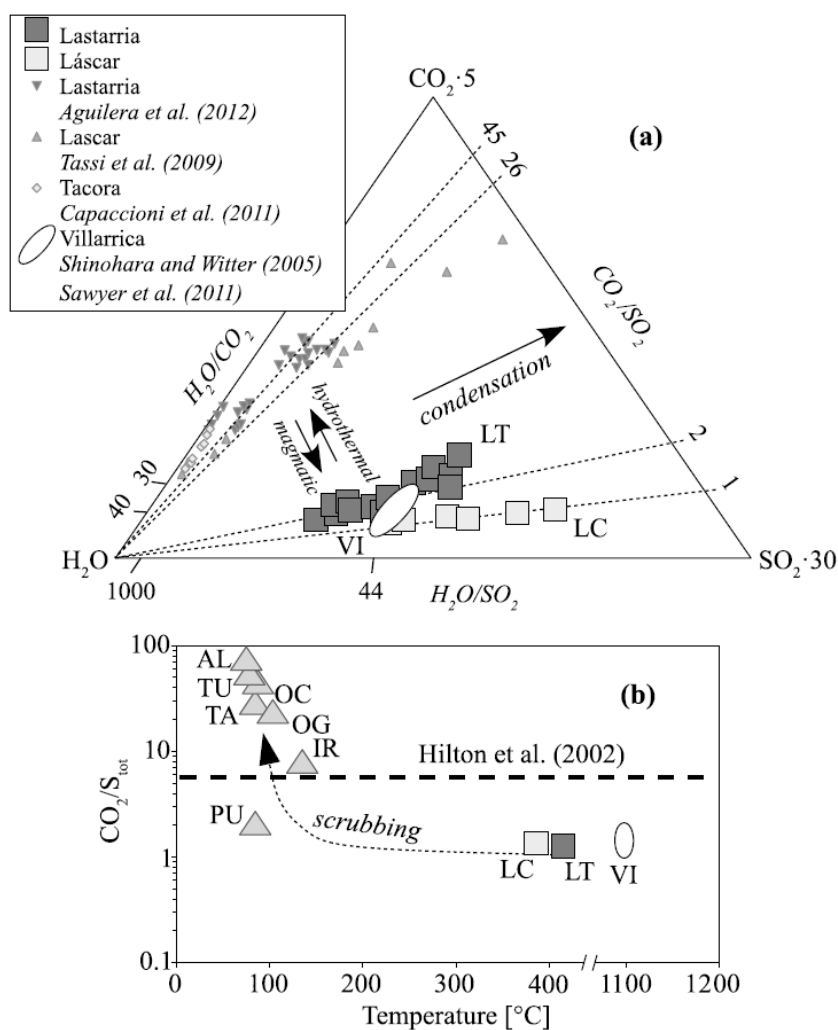 Lastarria
Láscar
Lastarria
Aguilera et al. (2012)
Lascar
Tassi et al. (2009)
Tacora
Capaccioni et al. (2011)
Villarrica
Shinohara and Witter (2005)
Sawyer et al. (2011)
(a)
CO₂·5
45
26
H₂O/CO₂
CO₂/SO₂
condensation
hydrothermal
magmatic
LT
2
30
40
1
VI
LC
H₂O
SO₂·30
1000
44
H₂O/SO₂
(b)
100
AL
TU
OC
TA
OG
IR
10
Hilton et al. (2002)
CO₂/Sₜₒₜ
PU
scrubbing
1
LC
LT
VI
0.1
0
100
200
300
400
1100
1200
Temperature [°C]